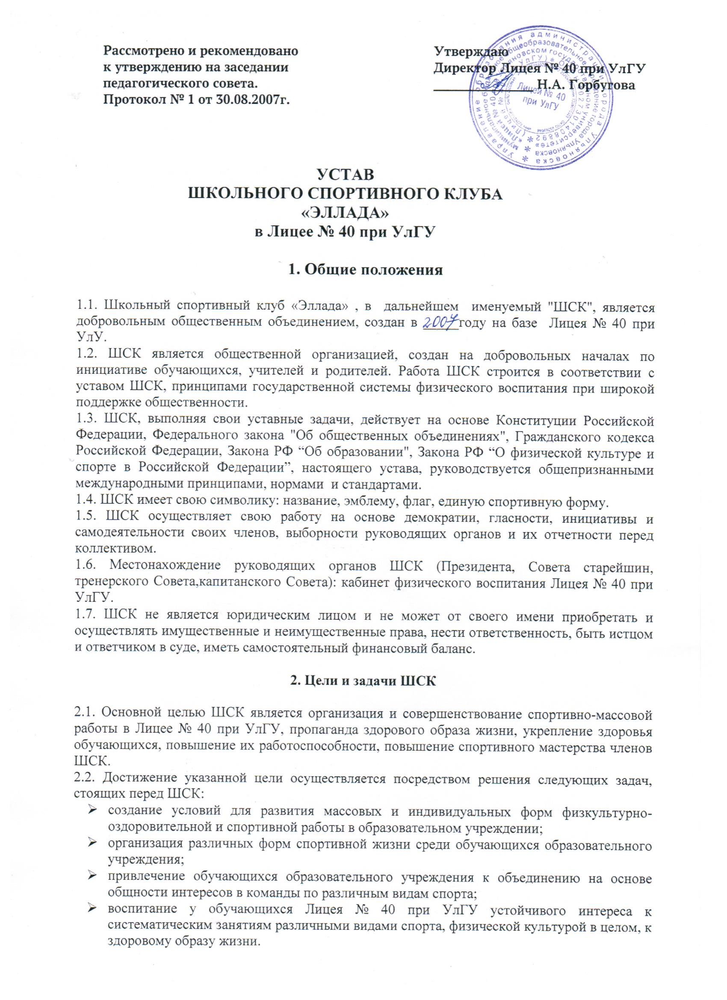 Рассмотрено и рекомендовано
к утверждению на заседании
педагогического совета.
Протокол № 1 от 30.08.2007г.
Утверждаю
Директор Лицея № 40 при УлГУ
Н.А. Горбугова
Управление образования администрации города Ульяновска
Лицей № 40
при УлГУ
УСТАВ
ШКОЛЬНОГО СПОРТИВНОГО КЛУБА
«ЭЛЛАДА»
в Лицее № 40 при УлГУ
1. Общие положения
1.1. Школьный спортивный клуб «Эллада» , в дальнейшем именуемый "ШСК", является
добровольным общественным объединением, создан в 2007 году на базе Лицея № 40 при
УлУ.
1.2. ШСК является общественной организацией, создан на добровольных началах по
инициативе обучающихся, учителей и родителей. Работа ШСК строится в соответствии с
уставом ШСК, принципами государственной системы физического воспитания при широкой
поддержке общественности.
1.3. ШСК, выполняя свои уставные задачи, действует на основе Конституции Российской
Федерации, Федерального закона "Об общественных объединениях", Гражданского кодекса
Российской Федерации, Закона РФ “Об образовании", Закона РФ “О физической культуре и
спорте в Российской Федерации”, настоящего устава, руководствуется общепризнанными
международными принципами, нормами и стандартами.
1.4. ШСК имеет свою символику: название, эмблему, флаг, единую спортивную форму.
1.5. ШСК осуществляет свою работу на основе демократии, гласности, инициативы и
самодеятельности своих членов, выборности руководящих органов и их отчетности перед
коллективом.
1.6. Местонахождение руководящих органов ШСК (Президента, Совета старейшин,
тренерского Совета,капитанского Совета): кабинет физического воспитания Лицея № 40 при
УлГУ.
1.7. ШСК не является юридическим лицом и не может от своего имени приобретать и
осуществлять имущественные и неимущественные права, нести ответственность, быть истцом
и ответчиком в суде, иметь самостоятельный финансовый баланс.
2. Цели и задачи ШСК
2.1. Основной целью ШСК является организация и совершенствование спортивно-массовой
работы в Лицее № 40 при УлГУ, пропаганда здорового образа жизни, укрепление здоровья
обучающихся, повышение их работоспособности, повышение спортивного мастерства членов
ШСК.
2.2. Достижение указанной цели осуществляется посредством решения следующих задач,
стоящих перед ШСК:
➢ создание условий для развития массовых и индивидуальных форм физкультурно-
оздоровительной и спортивной работы в образовательном учреждении;
➢ организация различных форм спортивной жизни среди обучающихся образовательного
учреждения;
➢ привлечение обучающихся образовательного учреждения к объединению на основе
общности интересов в команды по различным видам спорта;
➢ воспитание у обучающихся Лицея № 40 при УлГУ устойчивого интереса к
систематическим занятиям различными видами спорта, физической культурой в целом, к
здоровому образу жизни.